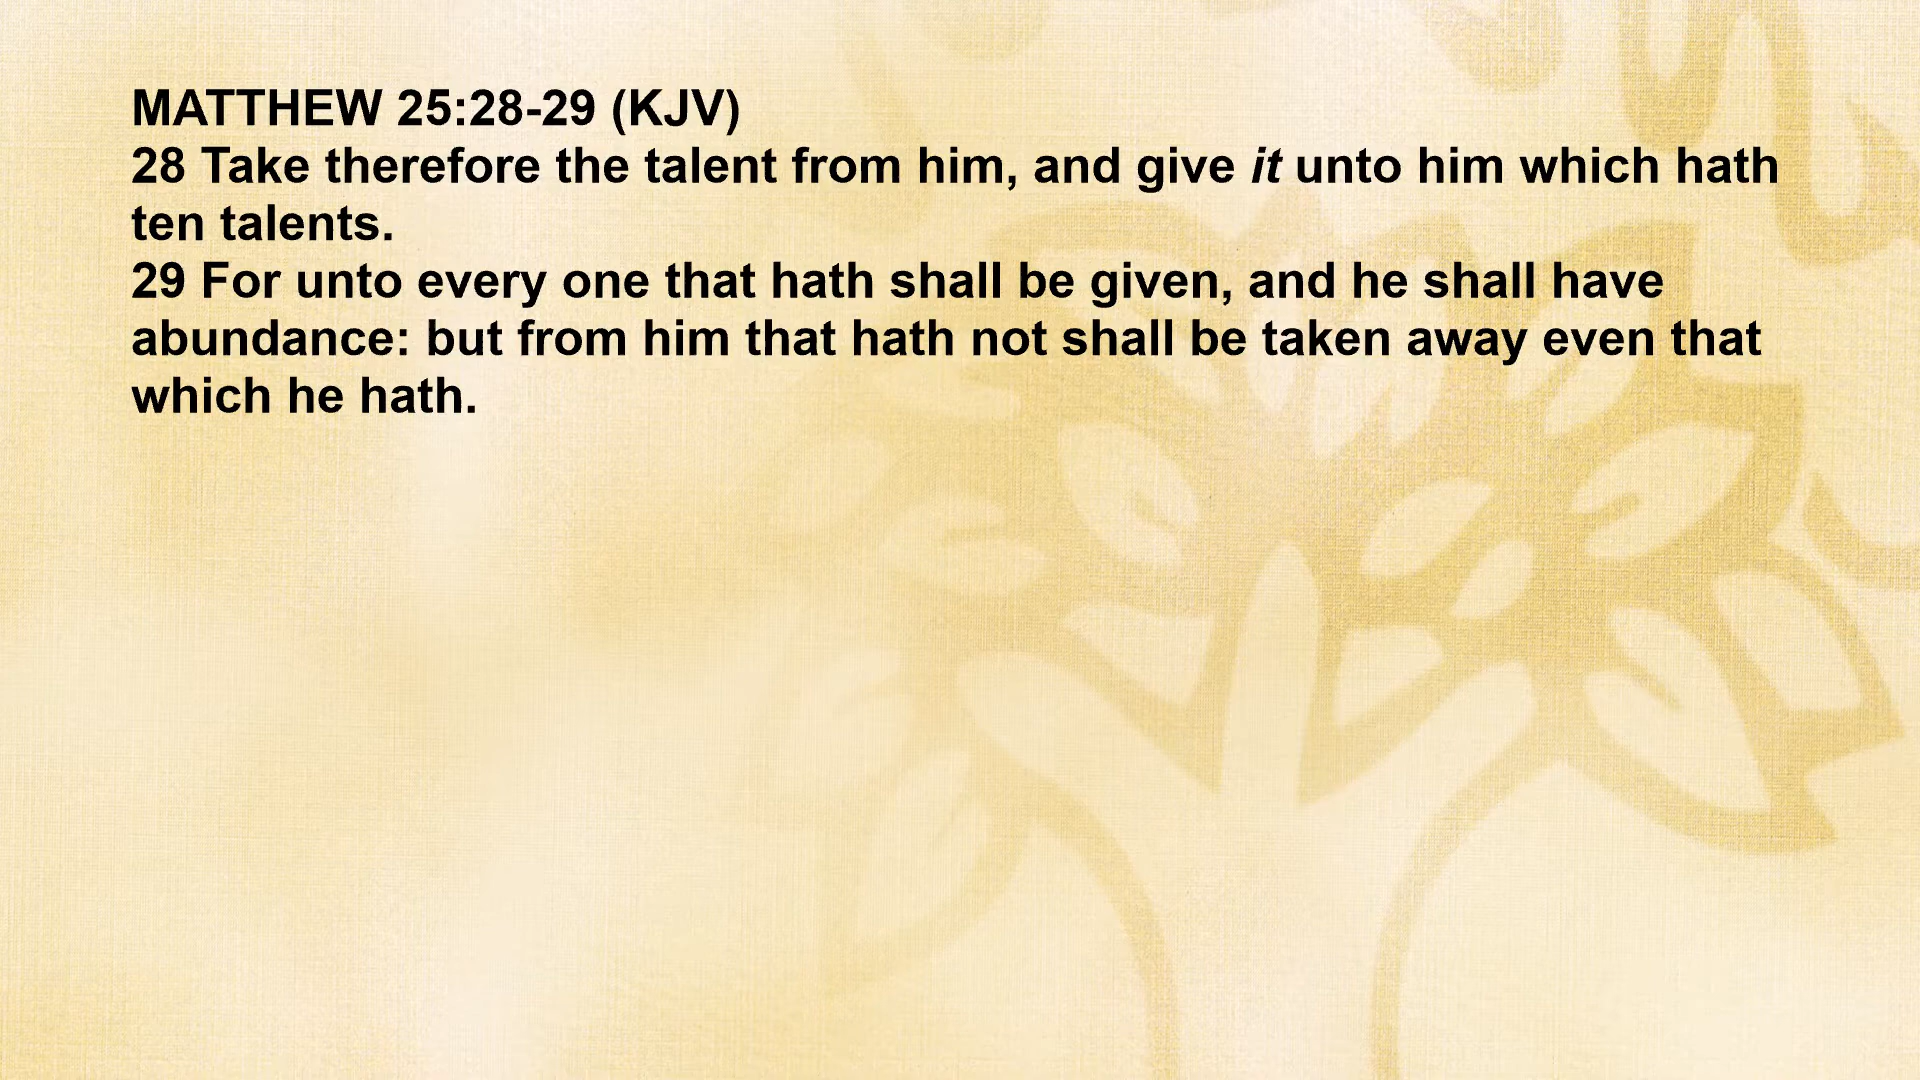 MATTHEW 25:28-29 (KJV)
28 Take therefore the talent from him, and give it unto him which hath
ten talents.
29 For unto every one that hath shall be given, and he shall have
abundance: but from him that hath not shall be taken away even that
which he hath.